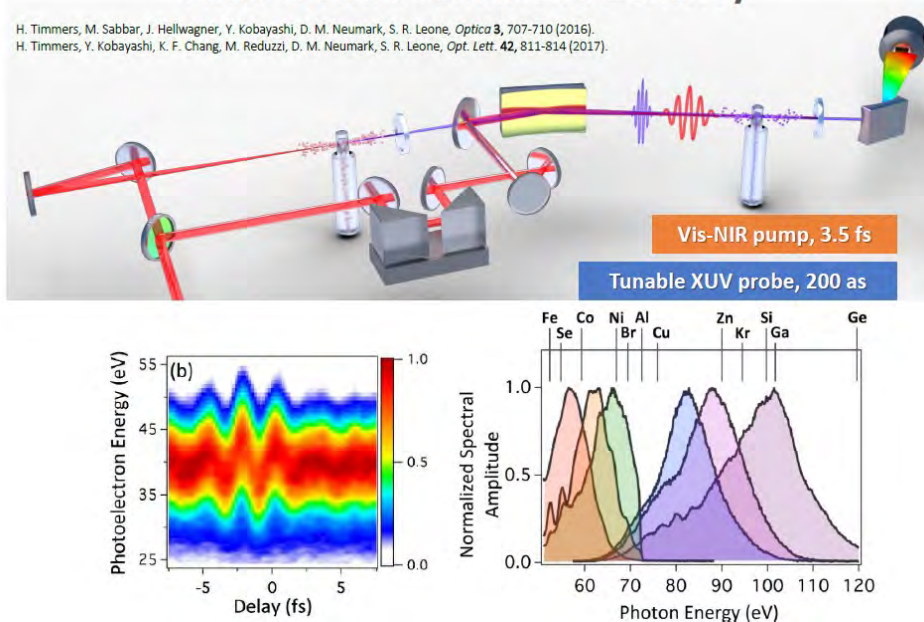 H. Timmers, M. Sabbar, J. Hellwagner, Y. Kobayashi, D. M. Neumark, S. R. Leone, Optica 3, 707-710 (2016).
H. Timmers, Y. Kobayashi, K. F. Chang, M. Reduzzi, D. M. Neumark, S. R. Leone, Opt. Lett. 42, 811-814 (2017).
Vis-NIR pump, 3.5 fs
Tunable XUV probe, 200 as
(b)
Photoelectron Energy (eV)
55
45
35
25
-5
0
5
Delay (fs)
1.0
0.5
0.0
Fe Co Ni Al Zn Si Ge
Se Br Cu Kr Ga
Normalized Spectral
Amplitude
1.0
0.5
0.0
60 70 80 90 100 110 120
Photon Energy (eV)